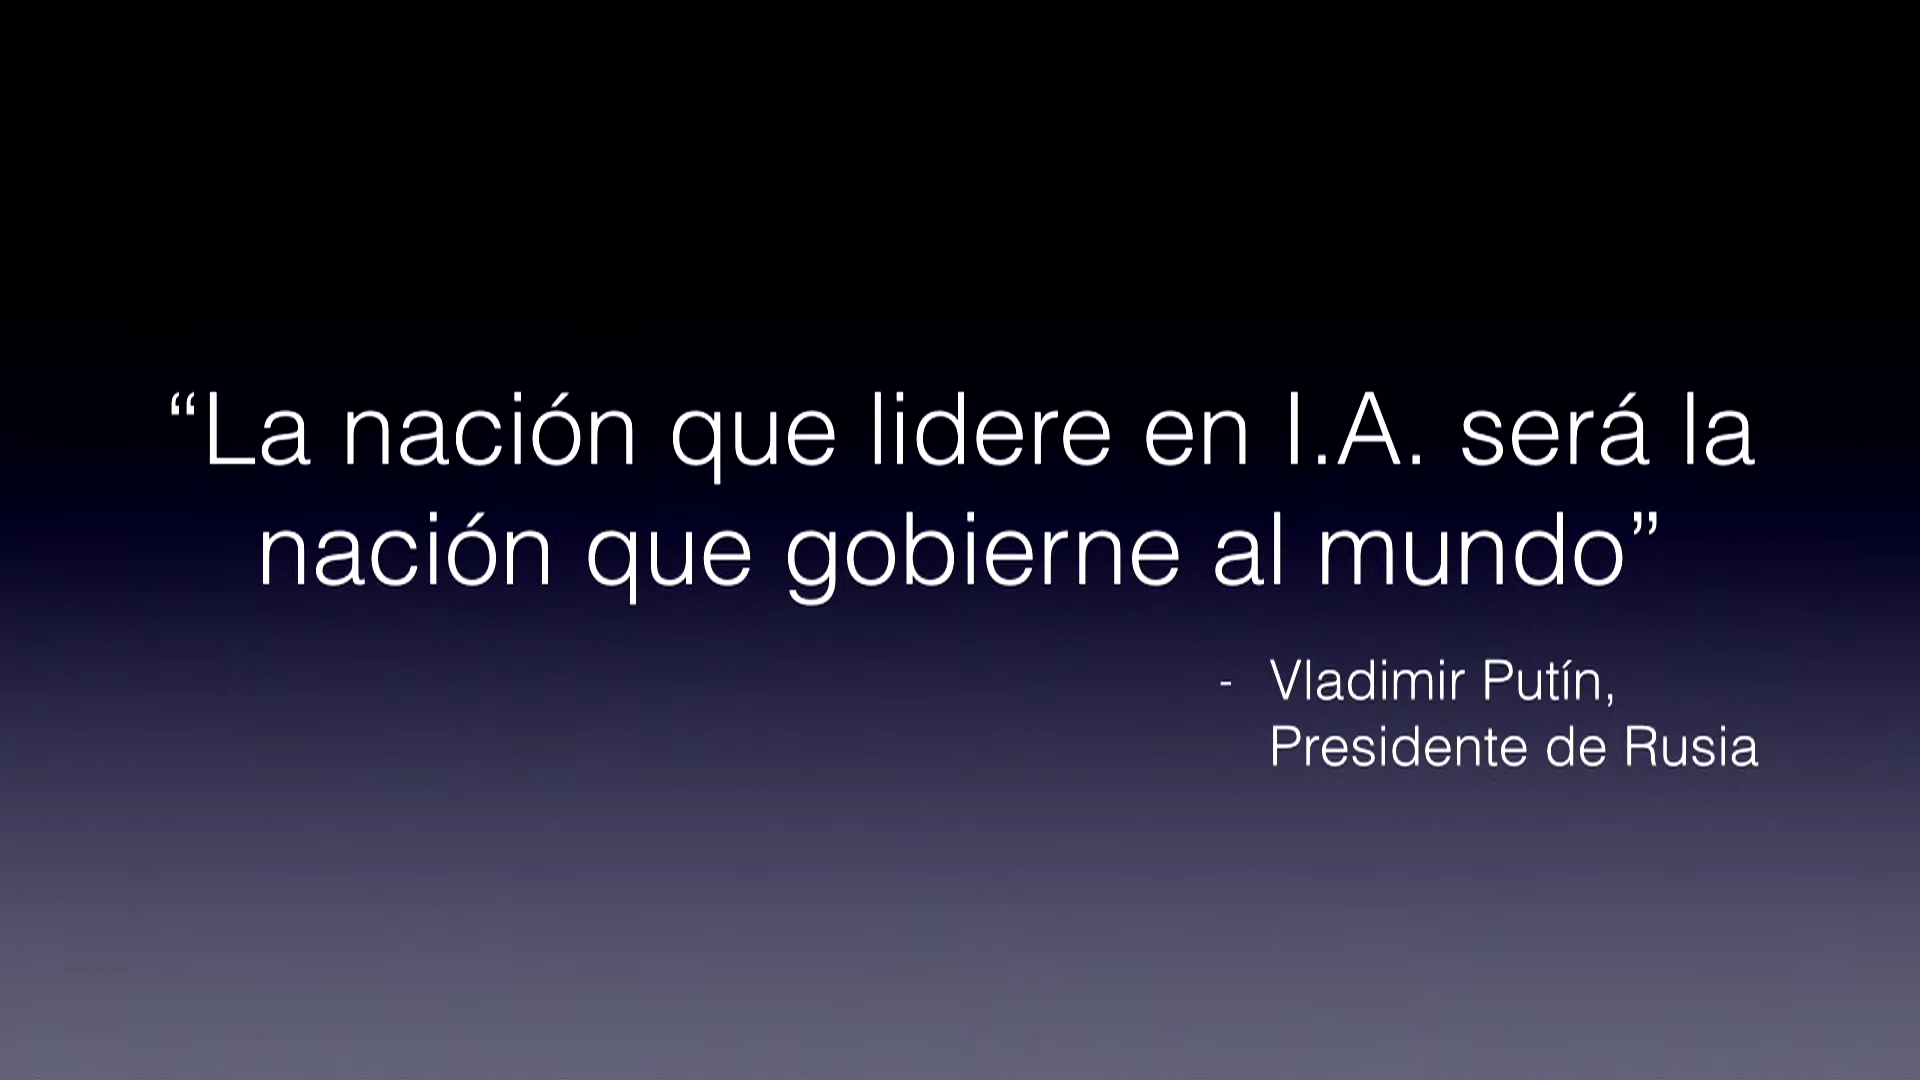 “La nación que lidere en I.A. será la
nación que gobierne al mundo”
- Vladimir Putín,
Presidente de Rusia